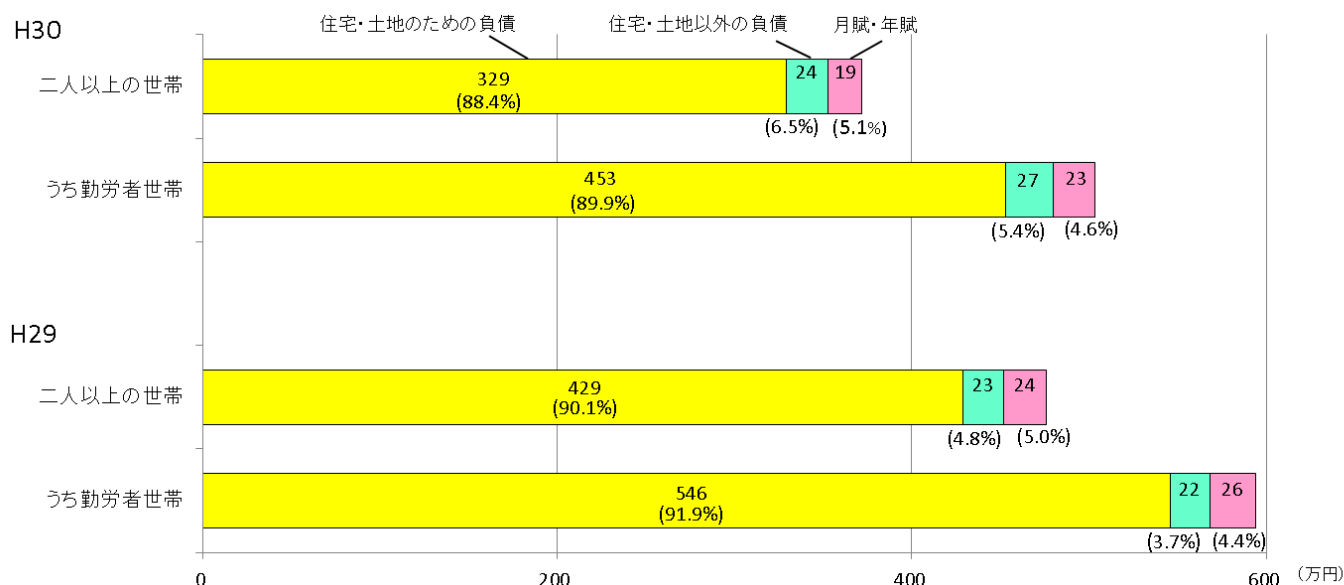 H30
住宅・土地のための負債
住宅・土地以外の負債
月賦・年賦
二人以上の世帯
329
(88.4%)
24
19
(6.5%)
(5.1%)
うち勤労者世帯
453
(89.9%)
27
23
(5.4%)
(4.6%)
H29
二人以上の世帯
429
(90.1%)
23
24
(4.8%)
(5.0%)
うち勤労者世帯
546
(91.9%)
22
26
(3.7%)
(4.4%)
0
200
400
600
(万円)